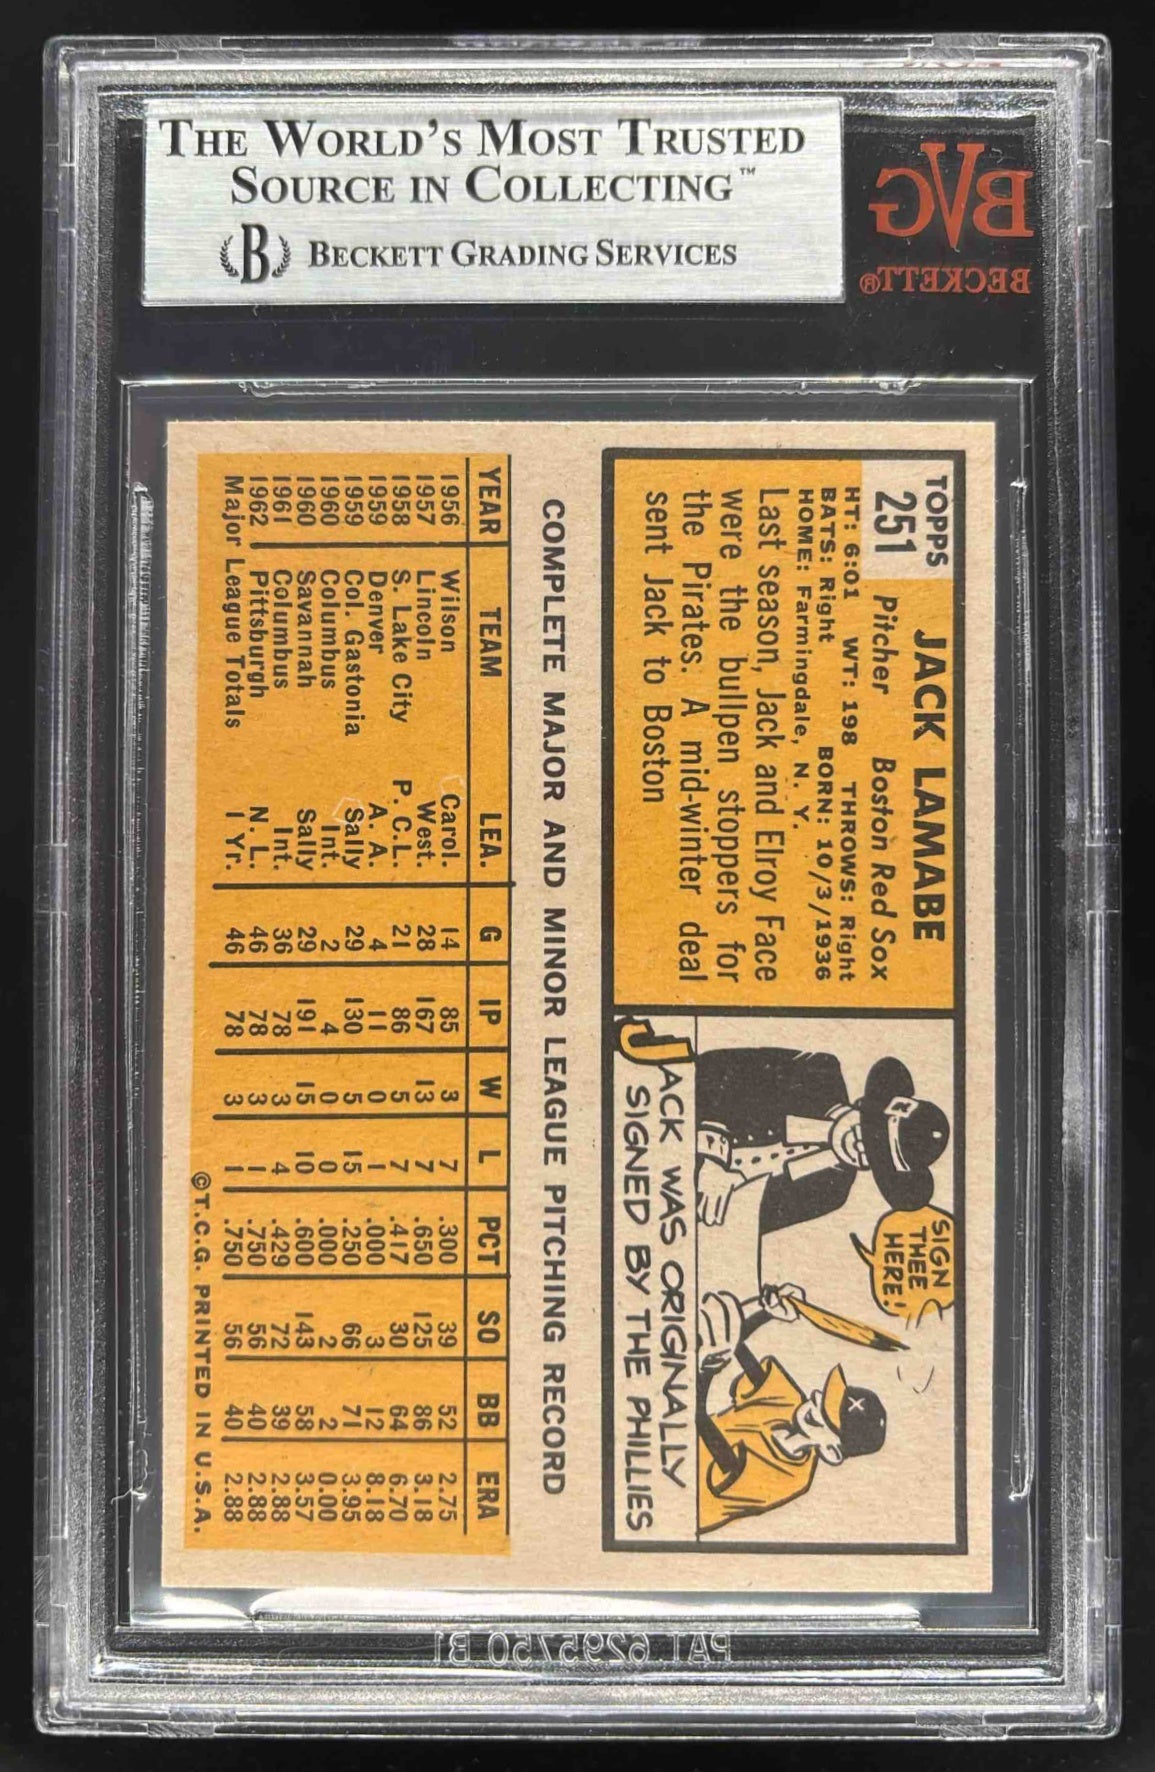 THE WORLD'S MOST TRUSTED
SOURCE IN COLLECTING™
B BECKETT GRADING SERVICES
BVG
BECKETT®
TOPPS
251
JACK LAMABE
Pitcher Boston Red Sox
HT: 6:01 WT: 198 THROWS: Right
BATS: Right BORN: 10/3/1936
HOME: Farmingdale, N. Y.
Last season, Jack and Elroy Face
were the bullpen stoppers for
the Pirates. A mid-winter deal
sent Jack to Boston
SIGN
THEE
HERE!
JACK WAS ORIGINALLY
SIGNED BY THE PHILLIES
COMPLETE MAJOR AND MINOR LEAGUE PITCHING RECORD
YEAR TEAM LEA. G IP W L PCT SO BB ERA
1956 Wilson Carol. 14 85 3 7 .300 39 52 2.75
1957 Lincoln West. 28 167 13 7 .650 125 86 3.18
1958 S. Lake City P. C. L. 21 86 5 7 .417 30 64 6.70
1959 Denver A. A. 4 11 0 1 .000 3 12 8.18
1959 Col. Gastonia Sally 29 130 5 15 .250 66 71 3.95
1960 Columbus Int. 2 4 0 0 .000 2 2 0.00
1960 Savannah Sally 29 191 15 10 .600 143 58 3.57
1961 Columbus Int. 36 78 3 4 .429 72 39 2.88
1962 Pittsburgh N. L. 46 78 3 1 .750 56 40 2.88
Major League Totals 1 Yr. 46 78 3 1 .750 56 40 2.88
©T.C.G. PRINTED IN U.S.A.
PAT. 6295750 B1